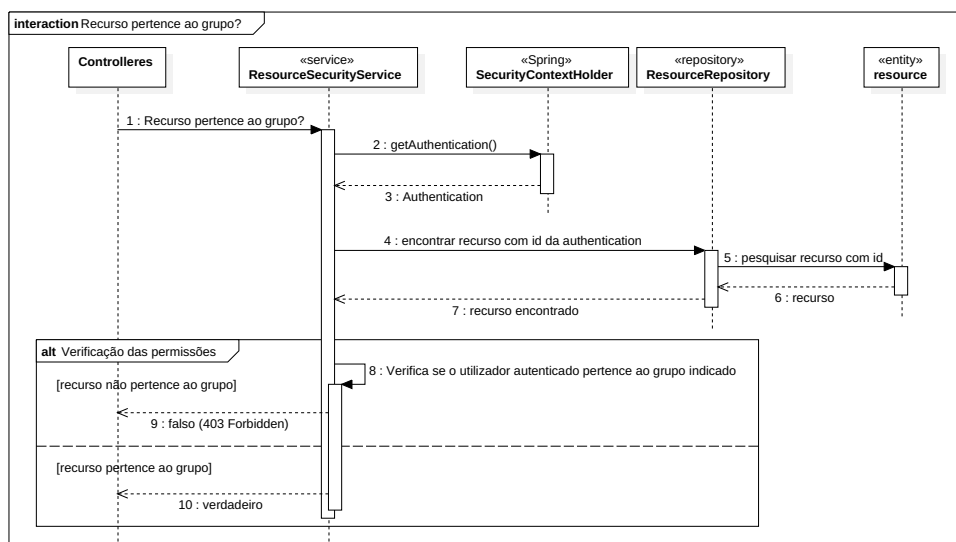 interaction Recurso pertence ao grupo?
Controlleres
«service»
ResourceSecurityService
«Spring»
SecurityContextHolder
«repository»
ResourceRepository
«entity»
resource
1 : Recurso pertence ao grupo?
2 : getAuthentication()
3 : Authentication
4 : encontrar recurso com id da authentication
5 : pesquisar recurso com id
6 : recurso
7 : recurso encontrado
alt Verificação das permissões
8 : Verifica se o utilizador autenticado pertence ao grupo indicado
[recurso não pertence ao grupo]
9 : falso (403 Forbidden)
[recurso pertence ao grupo]
10 : verdadeiro